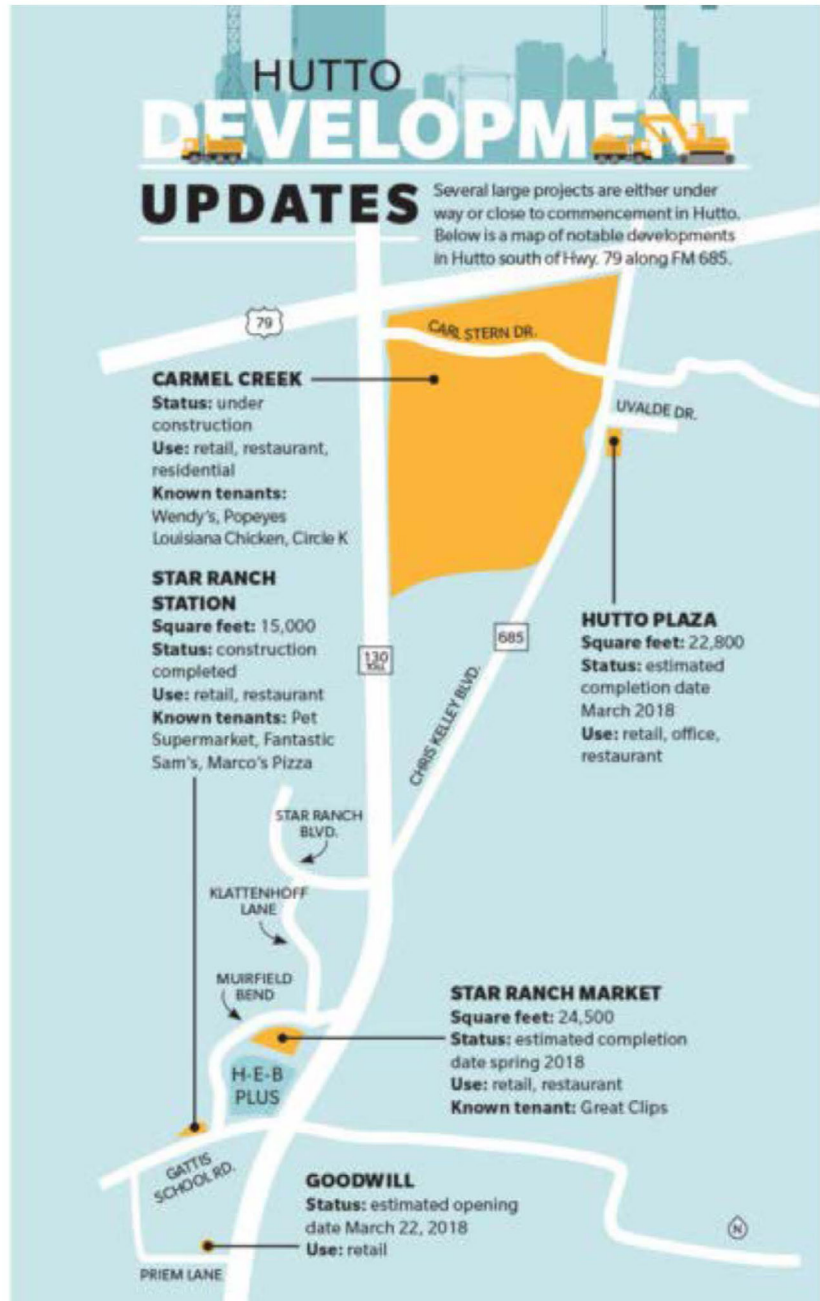 HUTTO
DEVELOPMENT
UPDATES
Several large projects are either under
way or close to commencement in Hutto.
Below is a map of notable developments
in Hutto south of Hwy. 79 along FM 685.
79
CARL STERN DR.
CARMEL CREEK
Status: under
construction
Use: retail, restaurant,
residential
Known tenants:
Wendy's, Popeyes
Louisiana Chicken, Circle K
UVALDE DR.
STAR RANCH
STATION
Square feet: 15,000
Status: construction
completed
Use: retail, restaurant
Known tenants: Pet
Supermarket, Fantastic
Sam's, Marco's Pizza
130
TOLL
685
CHRIS KELLEY BLVD.
HUTTO PLAZA
Square feet: 22,800
Status: estimated
completion date
March 2018
Use: retail, office,
restaurant
STAR RANCH
BLVD.
KLATTENHOFF
LANE
MUIRFIELD
BEND
H-E-B
PLUS
STAR RANCH MARKET
Square feet: 24,500
Status: estimated completion
date spring 2018
Use: retail, restaurant
Known tenant: Great Clips
GATTIS
SCHOOL RD.
GOODWILL
Status: estimated opening
date March 22, 2018
Use: retail
PRIEM LANE
N